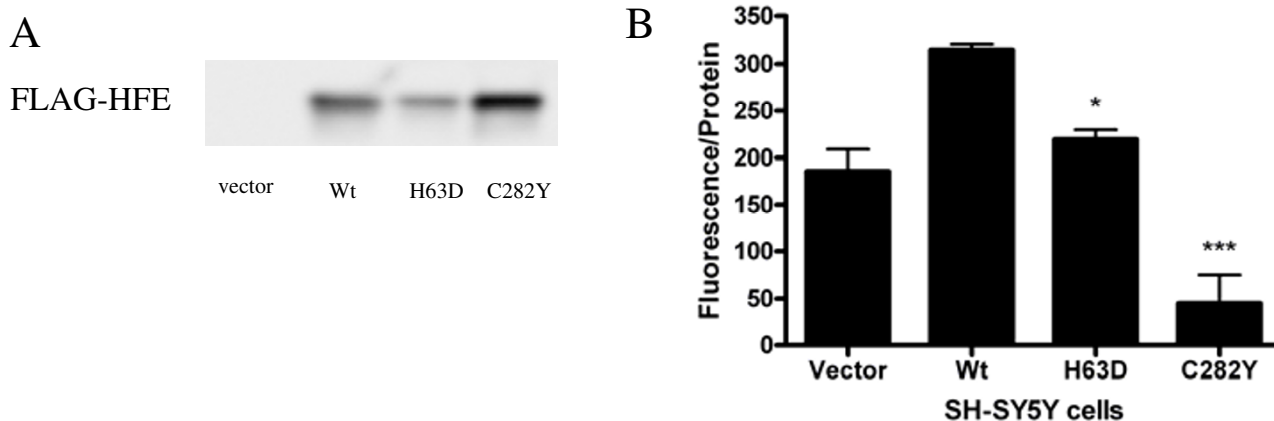 A
FLAG-HFE
vector Wt H63D C282Y
B
Fluorescence/Protein
350
300
250
200
150
100
50
0
*
***
Vector Wt H63D C282Y
SH-SY5Y cells